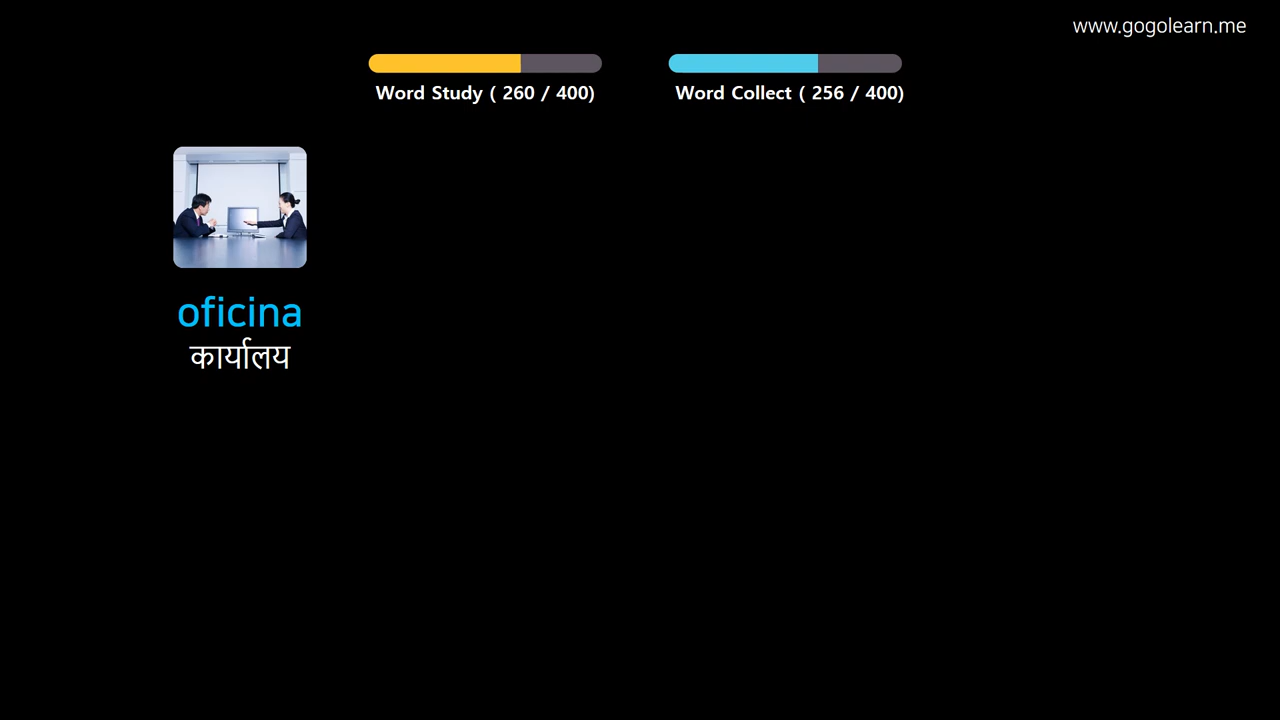 www.gogolearn.me
Word Study ( 260 / 400)
Word Collect ( 256 / 400)
oficina
कार्यालय